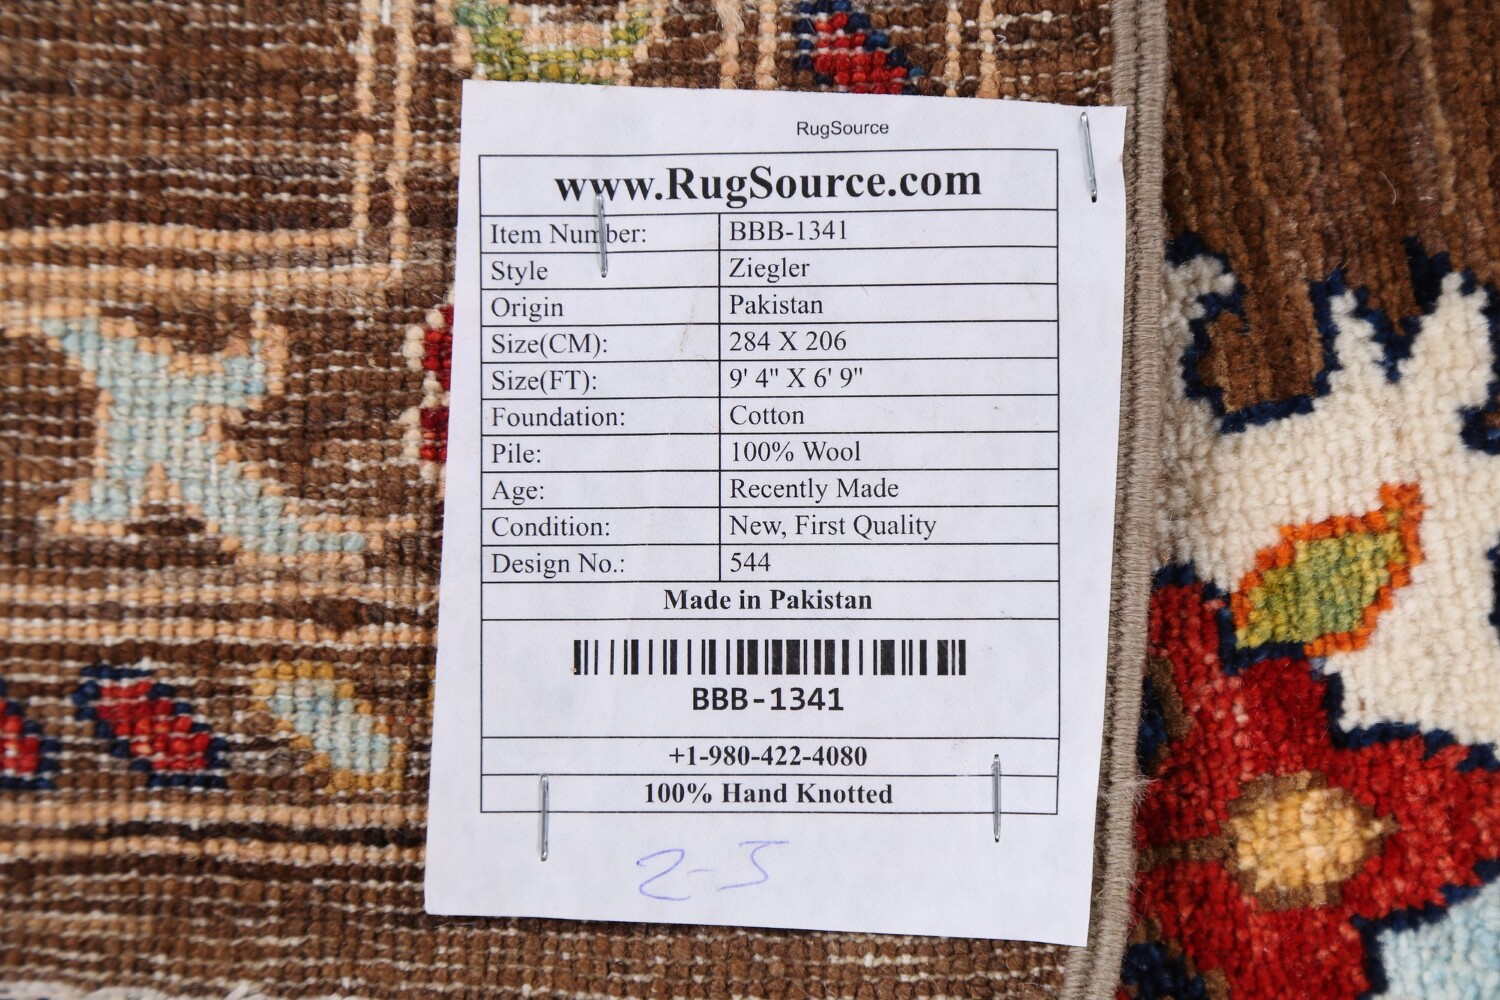 RugSource
www.RugSource.com
Item Number: BBB-1341
Style Ziegler
Origin Pakistan
Size(CM): 284 X 206
Size(FT): 9' 4" X 6' 9"
Foundation: Cotton
Pile: 100% Wool
Age: Recently Made
Condition: New, First Quality
Design No.: 544
Made in Pakistan
BBB-1341
+1-980-422-4080
100% Hand Knotted
2-5